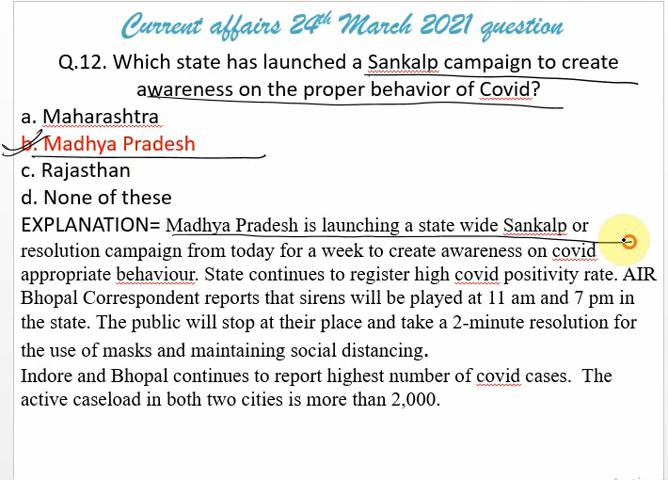 Current affairs 24th March 2021 question
Q.12. Which state has launched a Sankalp campaign to create
awareness on the proper behavior of Covid?
a. Maharashtra
b. Madhya Pradesh
c. Rajasthan
d. None of these
EXPLANATION= Madhya Pradesh is launching a state wide Sankalp or
resolution campaign from today for a week to create awareness on covid
appropriate behaviour. State continues to register high covid positivity rate. AIR
Bhopal Correspondent reports that sirens will be played at 11 am and 7 pm in
the state. The public will stop at their place and take a 2-minute resolution for
the use of masks and maintaining social distancing.
Indore and Bhopal continues to report highest number of covid cases. The
active caseload in both two cities is more than 2,000.